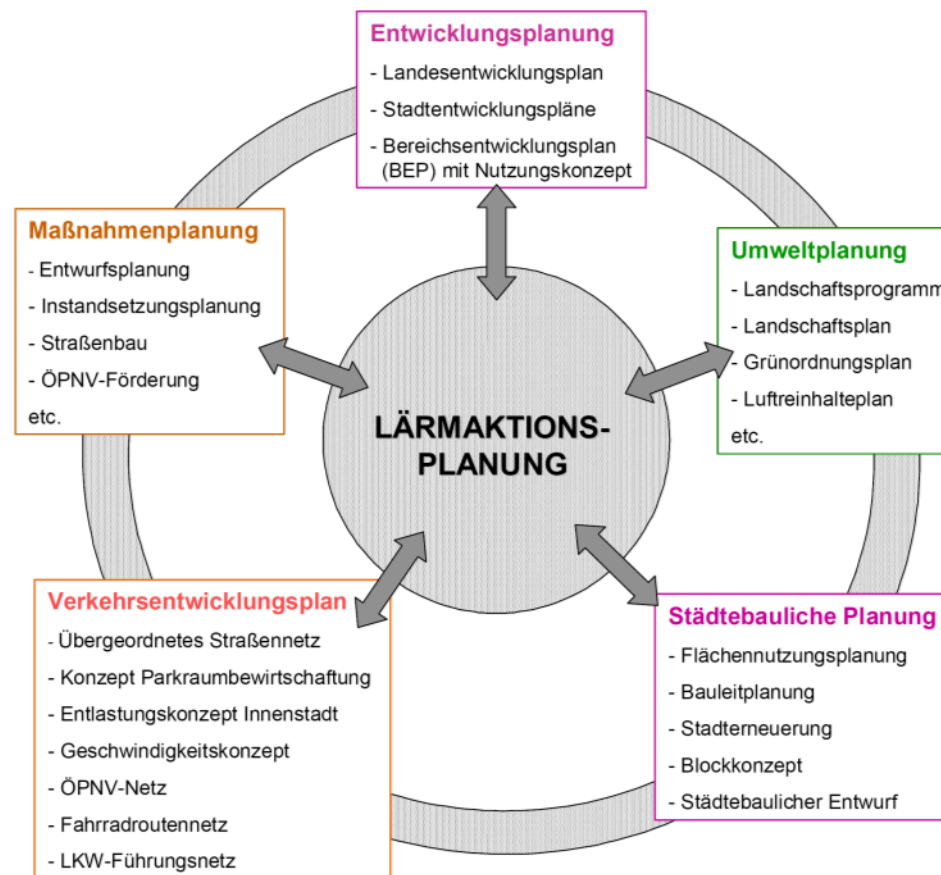 Entwicklungsplanung
- Landesentwicklungsplan
- Stadtentwicklungspläne
- Bereichsentwicklungsplan
(BEP) mit Nutzungskonzept
Maßnahmenplanung
- Entwurfsplanung
- Instandsetzungsplanung
- Straßenbau
- ÖPNV-Förderung
etc.
Umweltplanung
- Landschaftsprogramm
- Landschaftsplan
- Grünordnungsplan
- Luftreinhalteplan
etc.
LÄRMAKTIONS-
PLANUNG
Verkehrsentwicklungsplan
- Übergeordnetes Straßennetz
- Konzept Parkraumbewirtschaftung
- Entlastungskonzept Innenstadt
- Geschwindigkeitskonzept
- ÖPNV-Netz
- Fahrradroutennetz
- LKW-Führungsnetz
Städtebauliche Planung
- Flächennutzungsplanung
- Bauleitplanung
- Stadterneuerung
- Blockkonzept
- Städtebaulicher Entwurf